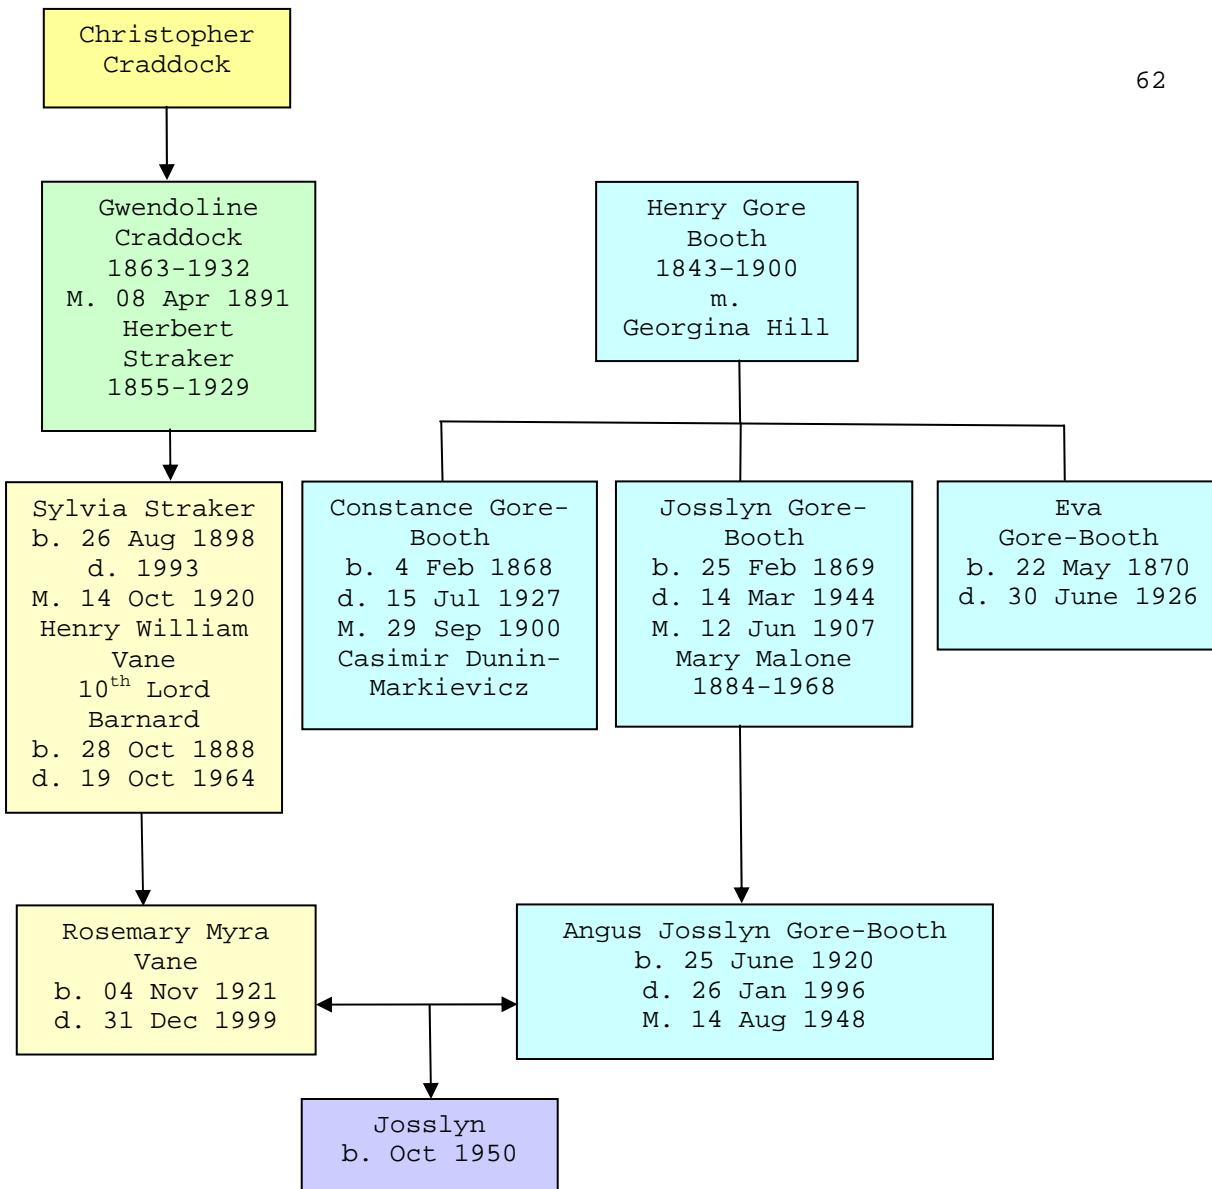 Christopher
Craddock
62
Gwendoline
Craddock
1863-1932
M. 08 Apr 1891
Herbert
Straker
1855-1929
Henry Gore
Booth
1843-1900
m.
Georgina Hill
Sylvia Straker
b. 26 Aug 1898
d. 1993
M. 14 Oct 1920
Henry William
Vane
10th Lord
Barnard
b. 28 Oct 1888
d. 19 Oct 1964
Constance Gore-
Booth
b. 4 Feb 1868
d. 15 Jul 1927
M. 29 Sep 1900
Casimir Dunin-
Markievicz
Josslyn Gore-
Booth
b. 25 Feb 1869
d. 14 Mar 1944
M. 12 Jun 1907
Mary Malone
1884-1968
Eva
Gore-Booth
b. 22 May 1870
d. 30 June 1926
Rosemary Myra
Vane
b. 04 Nov 1921
d. 31 Dec 1999
Angus Josslyn Gore-Booth
b. 25 June 1920
d. 26 Jan 1996
M. 14 Aug 1948
Josslyn
b. Oct 1950